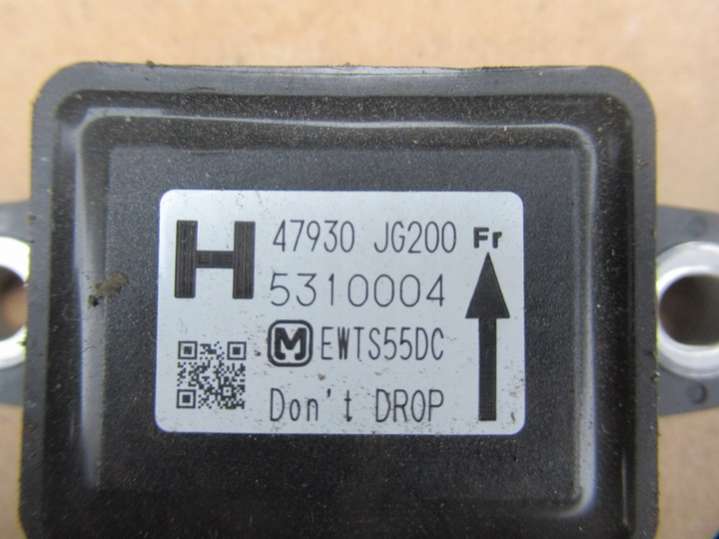 H 47930 JG200 Fr
5310004
M EWTS55DC
Don't DROP